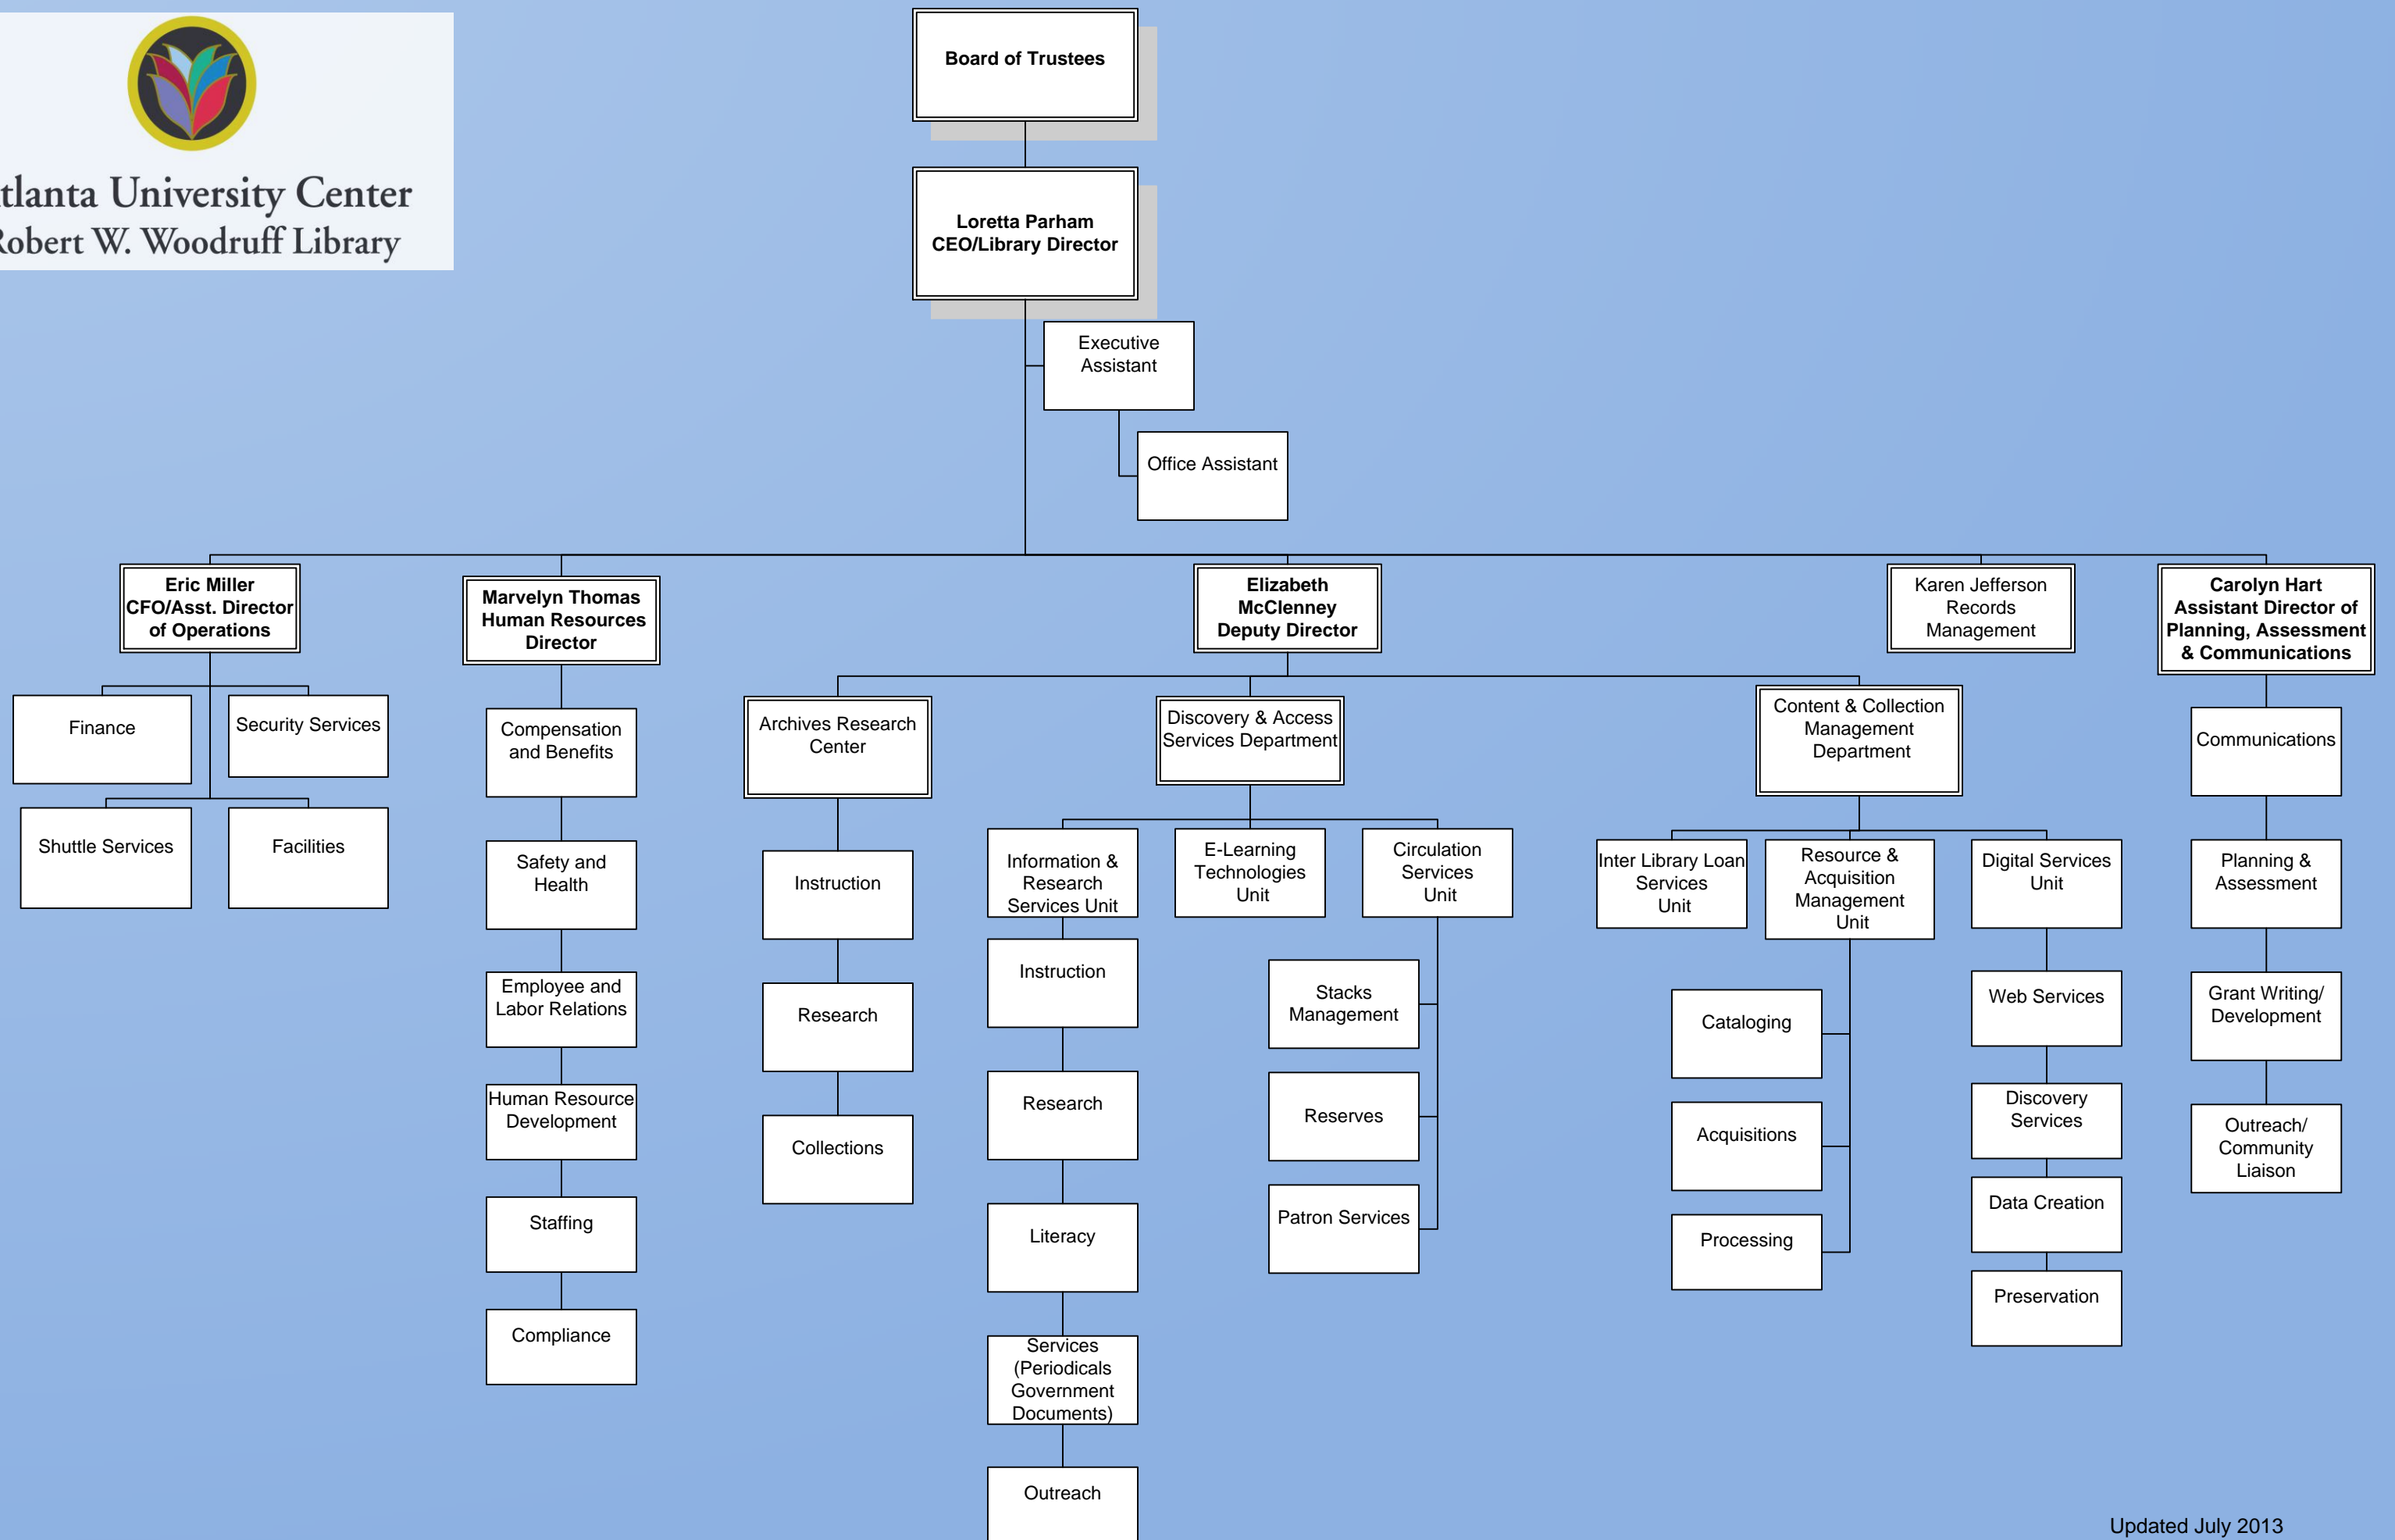 tlanta University Center
Robert W. Woodruff Library
Board of Trustees
Loretta Parham
CEO/Library Director
Executive
Assistant
Office Assistant
Eric Miller
CFO/Asst. Director
of Operations
Marvelyn Thomas
Human Resources
Director
Elizabeth
McClenney
Deputy Director
Karen Jefferson
Records
Management
Carolyn Hart
Assistant Director of
Planning, Assessment
& Communications
Finance
Security Services
Shuttle Services
Facilities
Compensation
and Benefits
Safety and
Health
Employee and
Labor Relations
Human Resource
Development
Staffing
Compliance
Archives Research
Center
Instruction
Research
Collections
Discovery & Access
Services Department
Information &
Research
Services Unit
Instruction
Research
Literacy
Services
(Periodicals
Government
Documents)
Outreach
E-Learning
Technologies
Unit
Circulation
Services
Unit
Stacks
Management
Reserves
Patron Services
Content & Collection
Management
Department
Inter Library Loan
Services
Unit
Resource &
Acquisition
Management
Unit
Cataloging
Acquisitions
Processing
Digital Services
Unit
Web Services
Discovery
Services
Data Creation
Preservation
Communications
Planning &
Assessment
Grant Writing/
Development
Outreach/
Community
Liaison
Updated July 2013